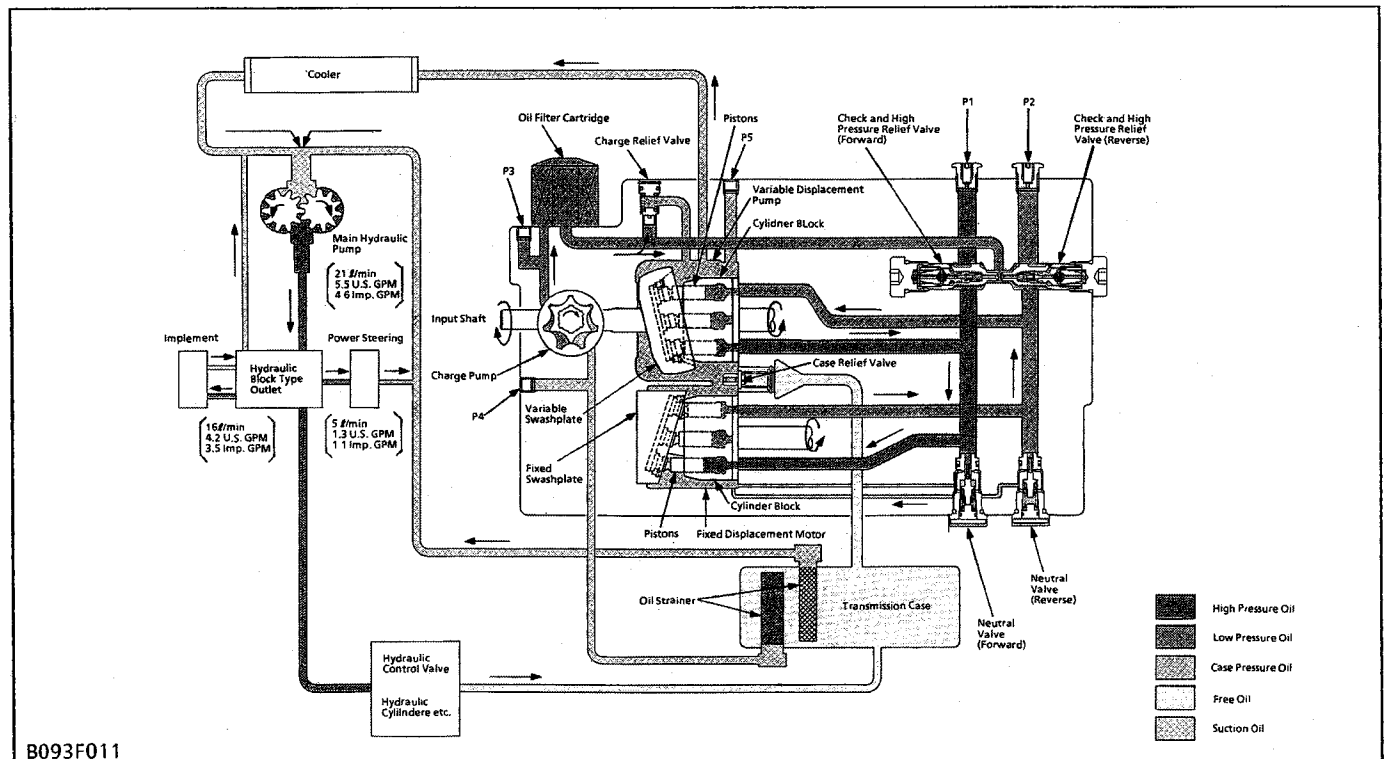 Cooler
Oil Filter Cartridge
Charge Relief Valve
Pistons
P5
P1
P2
Check and High
Pressure Relief Valve
(Forward)
Check and High
Pressure Relief
Valve (Reverse)
P3
Variable Displacement
Pump
Cylidner BLock
Main Hydraulic
Pump
21 ℓ/min
5.5 U.S. GPM
4 6 Imp. GPM
Input Shaft
Implement
Power Steering
Hydraulic
Block Type
Outlet
Charge Pump
Case Relief Valve
P4
Variable
Swashplate
16ℓ/min
4.2 U.S. GPM
3.5 Imp. GPM
5 ℓ/min
1.3 U.S. GPM
1 1 Imp. GPM
Fixed
Swashplate
Cylinder Block
Pistons
Fixed Displacement Motor
Oil Strainer
Transmission Case
Neutral
Valve
(Reverse)
Neutral
Valve
(Forward)
High Pressure Oil
Low Pressure Oil
Case Pressure Oil
Free Oil
Suction Oil
Hydraulic
Control Valve
Hydraulic
Cylindere etc.
B093F011